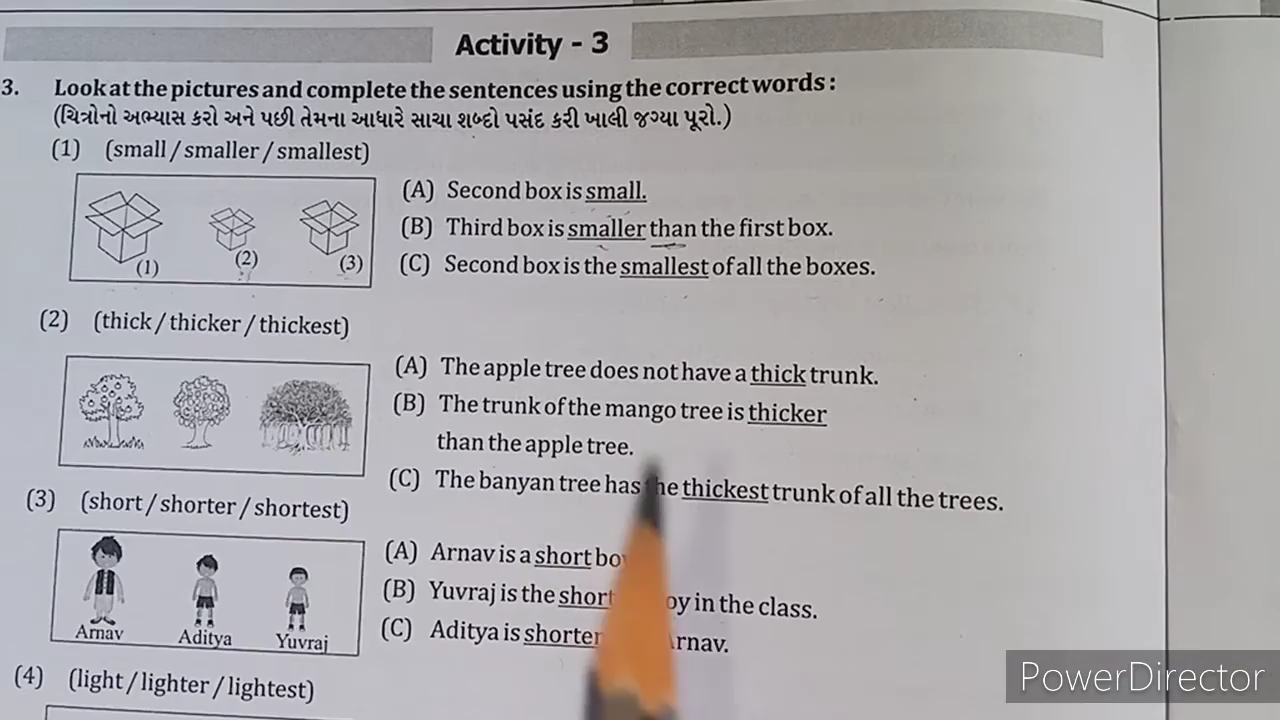 Activity - 3
3. Look at the pictures and complete the sentences using the correct words :
(ચિત્રોનો અભ્યાસ કરો અને પછી તેમના આધારે સાચા શબ્દો પસંદ કરી ખાલી જગ્યા પૂરો.)
(1) (small / smaller / smallest)
(1)
(2)
(3)
(A) Second box is small.
(B) Third box is smaller than the first box.
(C) Second box is the smallest of all the boxes.
(2) (thick / thicker / thickest)
(A) The apple tree does not have a thick trunk.
(B) The trunk of the mango tree is thicker
than the apple tree.
(C) The banyan tree has the thickest trunk of all the trees.
(3) (short / shorter / shortest)
Arnav
Aditya
Yuvraj
(A) Arnav is a short
(B) Yuvraj is the in the class.
(C) Aditya is shorter Arnav.
(4) (light / lighter / lightest)
PowerDirector